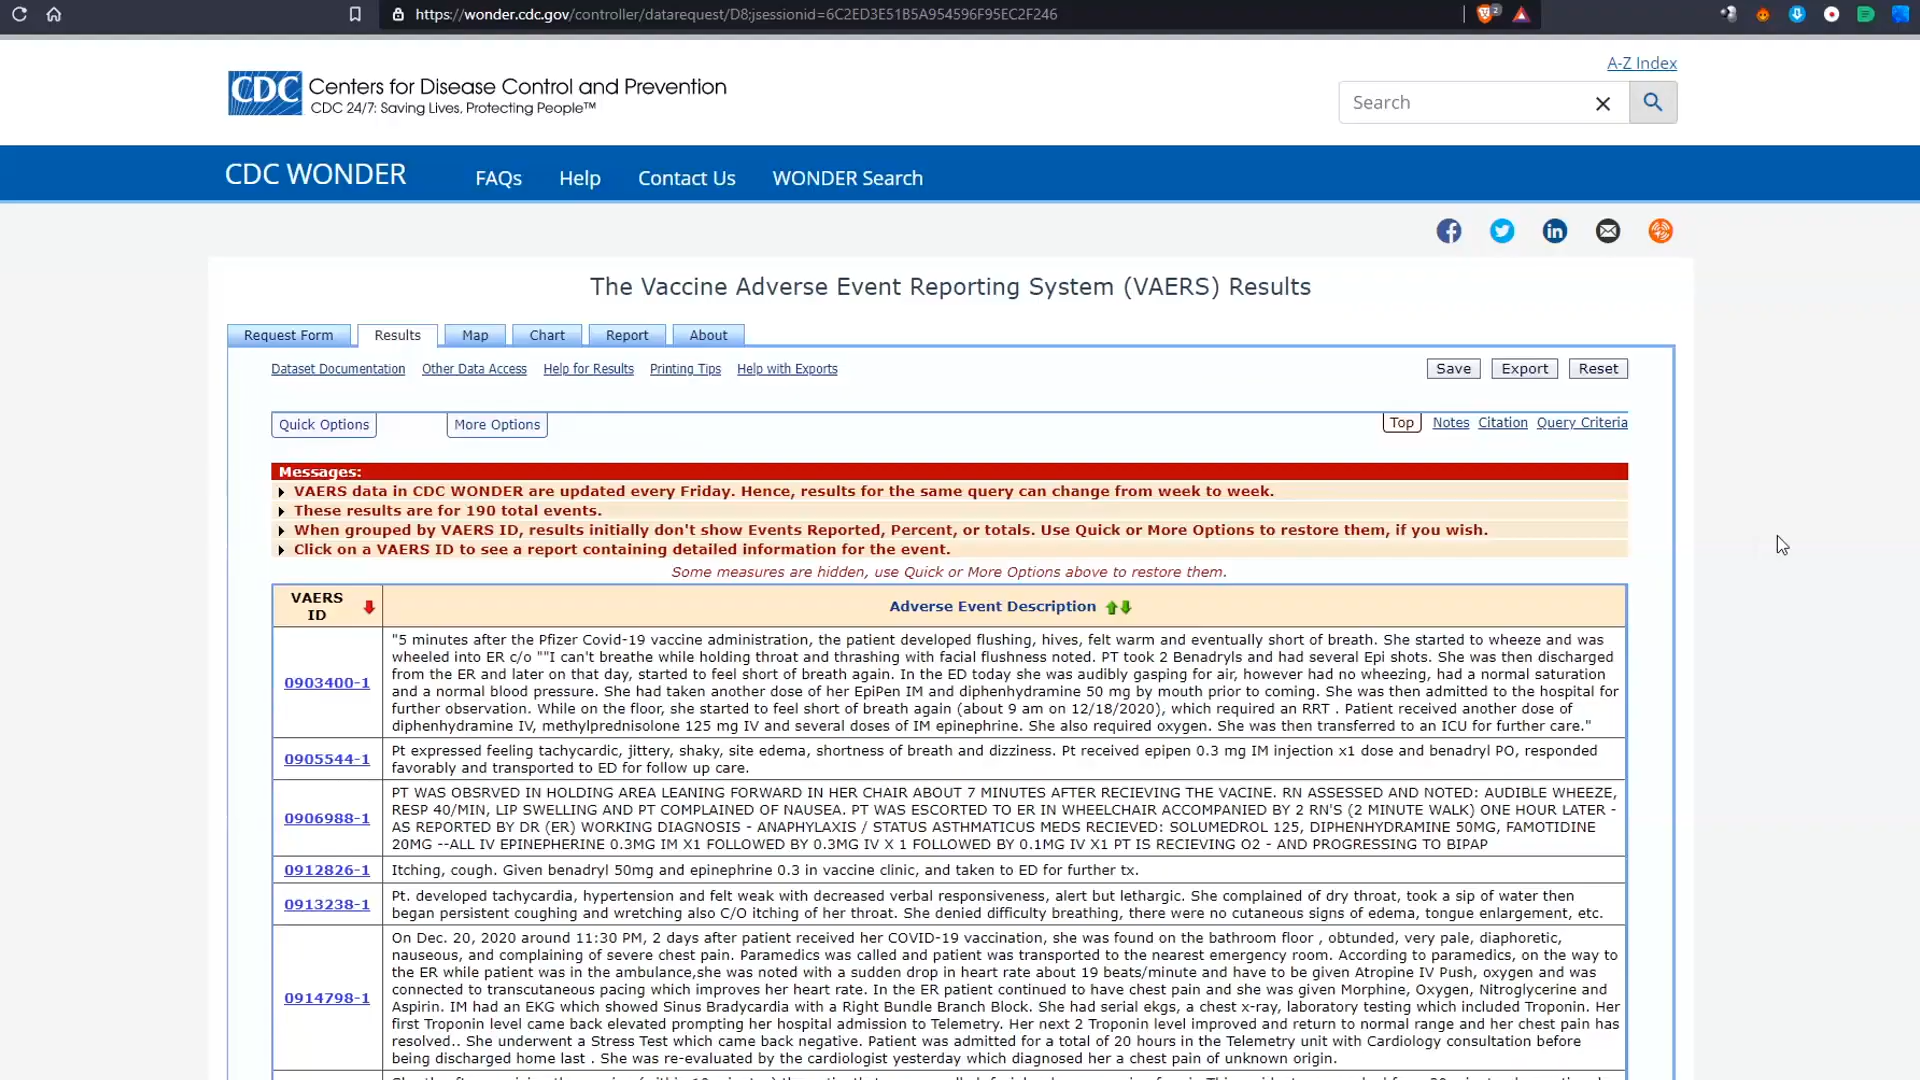 https://wonder.cdc.gov/controller/datarequest/D8;jsessionid=6C2ED3E51B5A954596F95EC2F246
2
A-Z Index
CDC Centers for Disease Control and Prevention
CDC 24/7: Saving Lives, Protecting People™
Search
CDC WONDER FAQs Help Contact Us WONDER Search
The Vaccine Adverse Event Reporting System (VAERS) Results
Request Form Results Map Chart Report About
Dataset Documentation Other Data Access Help for Results Printing Tips Help with Exports Save Export Reset
Quick Options More Options Top Notes Citation Query Criteria
Messages:
VAERS data in CDC WONDER are updated every Friday. Hence, results for the same query can change from week to week.
These results are for 190 total events.
When grouped by VAERS ID, results initially don't show Events Reported, Percent, or totals. Use Quick or More Options to restore them, if you wish.
Click on a VAERS ID to see a report containing detailed information for the event.
Some measures are hidden, use Quick or More Options above to restore them.
VAERS
ID
Adverse Event Description
0903400-1
"5 minutes after the Pfizer Covid-19 vaccine administration, the patient developed flushing, hives, felt warm and eventually short of breath. She started to wheeze and was
wheeled into ER c/o ""I can't breathe while holding throat and thrashing with facial flushness noted. PT took 2 Benadryls and had several Epi shots. She was then discharged
from the ER and later on that day, started to feel short of breath again. In the ED today she was audibly gasping for air, however had no wheezing, had a normal saturation
and a normal blood pressure. She had taken another dose of her EpiPen IM and diphenhydramine 50 mg by mouth prior to coming. She was then admitted to the hospital for
further observation. While on the floor, she started to feel short of breath again (about 9 am on 12/18/2020), which required an RRT . Patient received another dose of
diphenhydramine IV, methylprednisolone 125 mg IV and several doses of IM epinephrine. She also required oxygen. She was then transferred to an ICU for further care."
0905544-1
Pt expressed feeling tachycardic, jittery, shaky, site edema, shortness of breath and dizziness. Pt received epipen 0.3 mg IM injection x1 dose and benadryl PO, responded
favorably and transported to ED for follow up care.
0906988-1
PT WAS OBSRVED IN HOLDING AREA LEANING FORWARD IN HER CHAIR ABOUT 7 MINUTES AFTER RECIEVING THE VACINE. RN ASSESSED AND NOTED: AUDIBLE WHEEZE,
RESP 40/MIN, LIP SWELLING AND PT COMPLAINED OF NAUSEA. PT WAS ESCORTED TO ER IN WHEELCHAIR ACCOMPANIED BY 2 RN'S (2 MINUTE WALK) ONE HOUR LATER -
AS REPORTED BY DR (ER) WORKING DIAGNOSIS - ANAPHYLAXIS / STATUS ASTHMATICUS MEDS RECIEVED: SOLUMEDROL 125, DIPHENHYDRAMINE 50MG, FAMOTIDINE
20MG --ALL IV EPINEPHERINE 0.3MG IM X1 FOLLOWED BY 0.3MG IV X 1 FOLLOWED BY 0.1MG IV X1 PT IS RECIEVING O2 - AND PROGRESSING TO BIPAP
0912826-1
Itching, cough. Given benadryl 50mg and epinephrine 0.3 in vaccine clinic, and taken to ED for further tx.
0913238-1
Pt. developed tachycardia, hypertension and felt weak with decreased verbal responsiveness, alert but lethargic. She complained of dry throat, took a sip of water then
began persistent coughing and wretching also C/O itching of her throat. She denied difficulty breathing, there were no cutaneous signs of edema, tongue enlargement, etc.
0914798-1
On Dec. 20, 2020 around 11:30 PM, 2 days after patient received her COVID-19 vaccination, she was found on the bathroom floor , obtunded, very pale, diaphoretic,
nauseous, and complaining of severe chest pain. Paramedics was called and patient was transported to the nearest emergency room. According to paramedics, on the way to
the ER while patient was in the ambulance,she was noted with a sudden drop in heart rate about 19 beats/minute and have to be given Atropine IV Push, oxygen and was
connected to transcutaneous pacing which improves her heart rate. In the ER patient continued to have chest pain and she was given Morphine, Oxygen, Nitroglycerine and
Aspirin. IM had an EKG which showed Sinus Bradycardia with a Right Bundle Branch Block. She had serial ekgs, a chest x-ray, laboratory testing which included Troponin. Her
first Troponin level came back elevated prompting her hospital admission to Telemetry. Her next 2 Troponin level improved and return to normal range and her chest pain has
resolved.. She underwent a Stress Test which came back negative. Patient was admitted for a total of 20 hours in the Telemetry unit with Cardiology consultation before
being discharged home last . She was re-evaluated by the cardiologist yesterday which diagnosed her a chest pain of unknown origin.